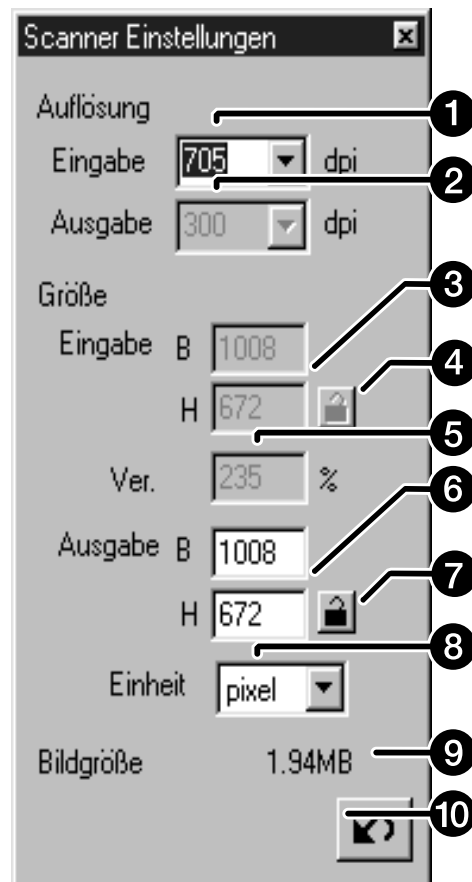 Scanner Einstellungen
Auflösung
1
Eingabe 705 dpi
2
Ausgabe 300 dpi
Größe
3
Eingabe B 1008
4
H 672
5
Ver. 235 %
6
Ausgabe B 1008
7
H 672
8
Einheit pixel
9
Bildgröße 1.94MB
10